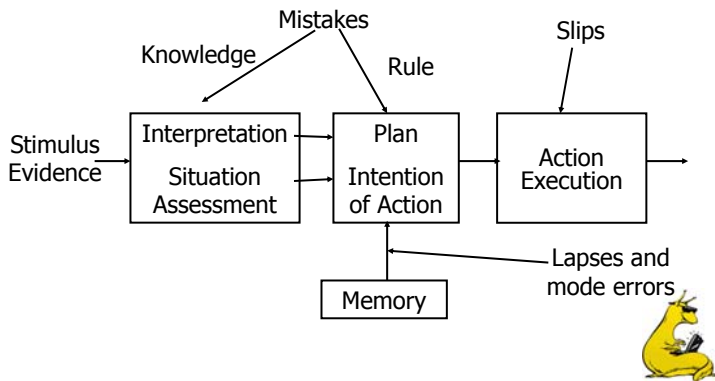 Mistakes
Slips
Knowledge
Rule
Stimulus
Evidence
Interpretation
Situation
Assessment
Plan
Intention
of Action
Action
Execution
Lapses and
mode errors
Memory